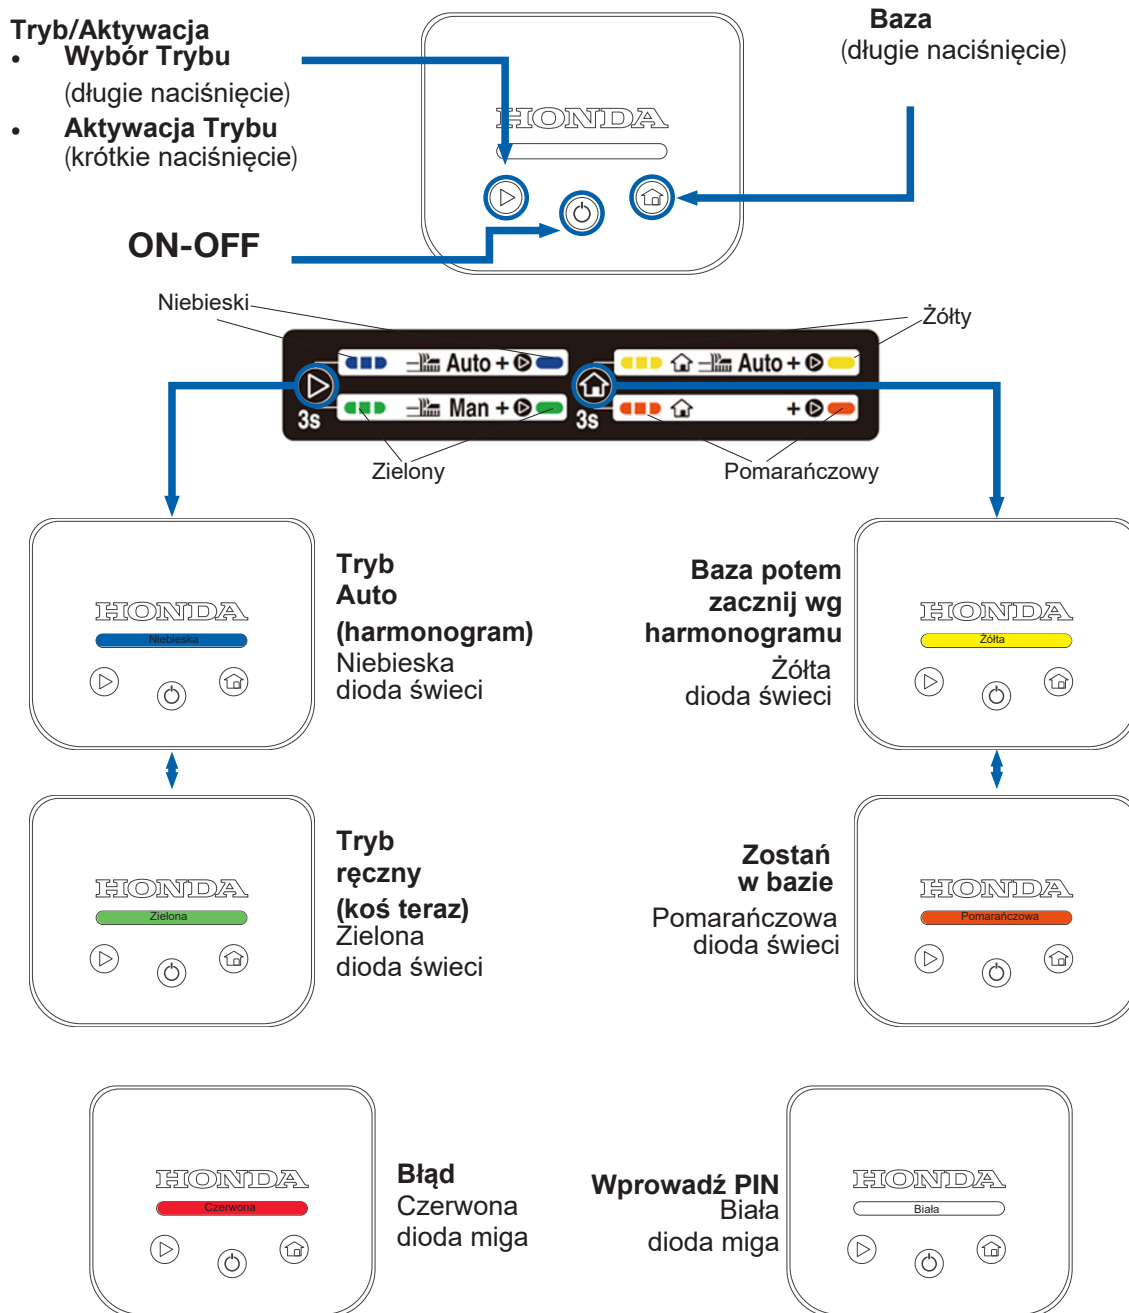 Tryb/Aktywacja
• Wybór Trybu
(długie naciśnięcie)
• Aktywacja Trybu
(krótkie naciśnięcie)
ON-OFF
Baza
(długie naciśnięcie)
HONDA
Niebieski
Żółty
Auto +
Auto +
Man +
+
3s
3s
Zielony
Pomarańczowy
HONDA
Niebieska
Tryb
Auto
(harmonogram)
Niebieska
dioda świeci
Baza potem
zacznij wg
harmonogramu
Żółta
dioda świeci
HONDA
Żółta
HONDA
Zielona
Tryb
ręczny
(koś teraz)
Zielona
dioda świeci
Zostań
w bazie
Pomarańczowa
dioda świeci
HONDA
Pomarańczowa
HONDA
Czerwona
Błąd
Czerwona
dioda miga
Wprowadź PIN
Biała
dioda miga
HONDA
Biała